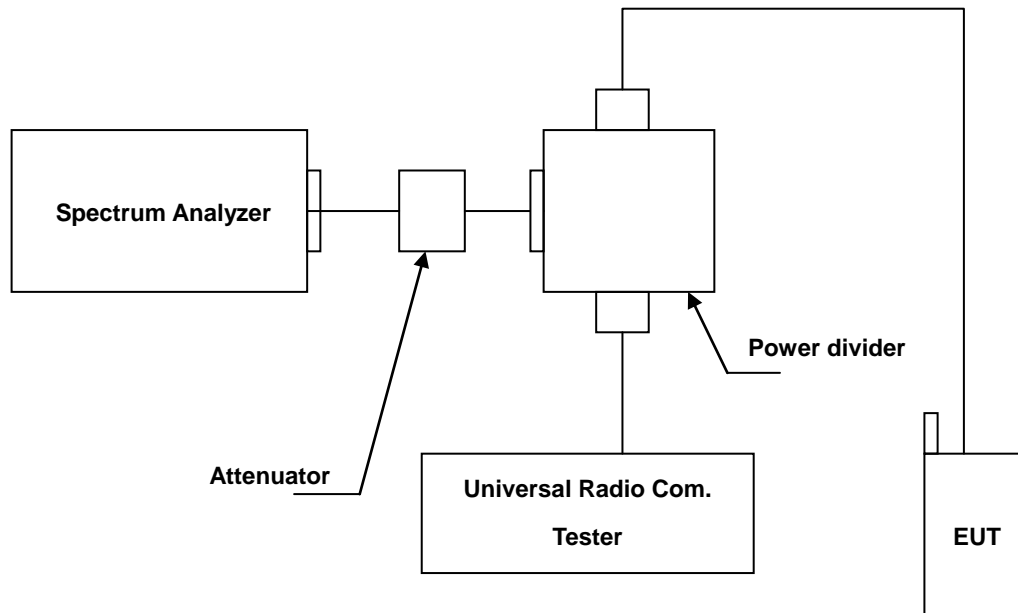 Spectrum Analyzer
Power divider
Attenuator
Universal Radio Com.
Tester
EUT